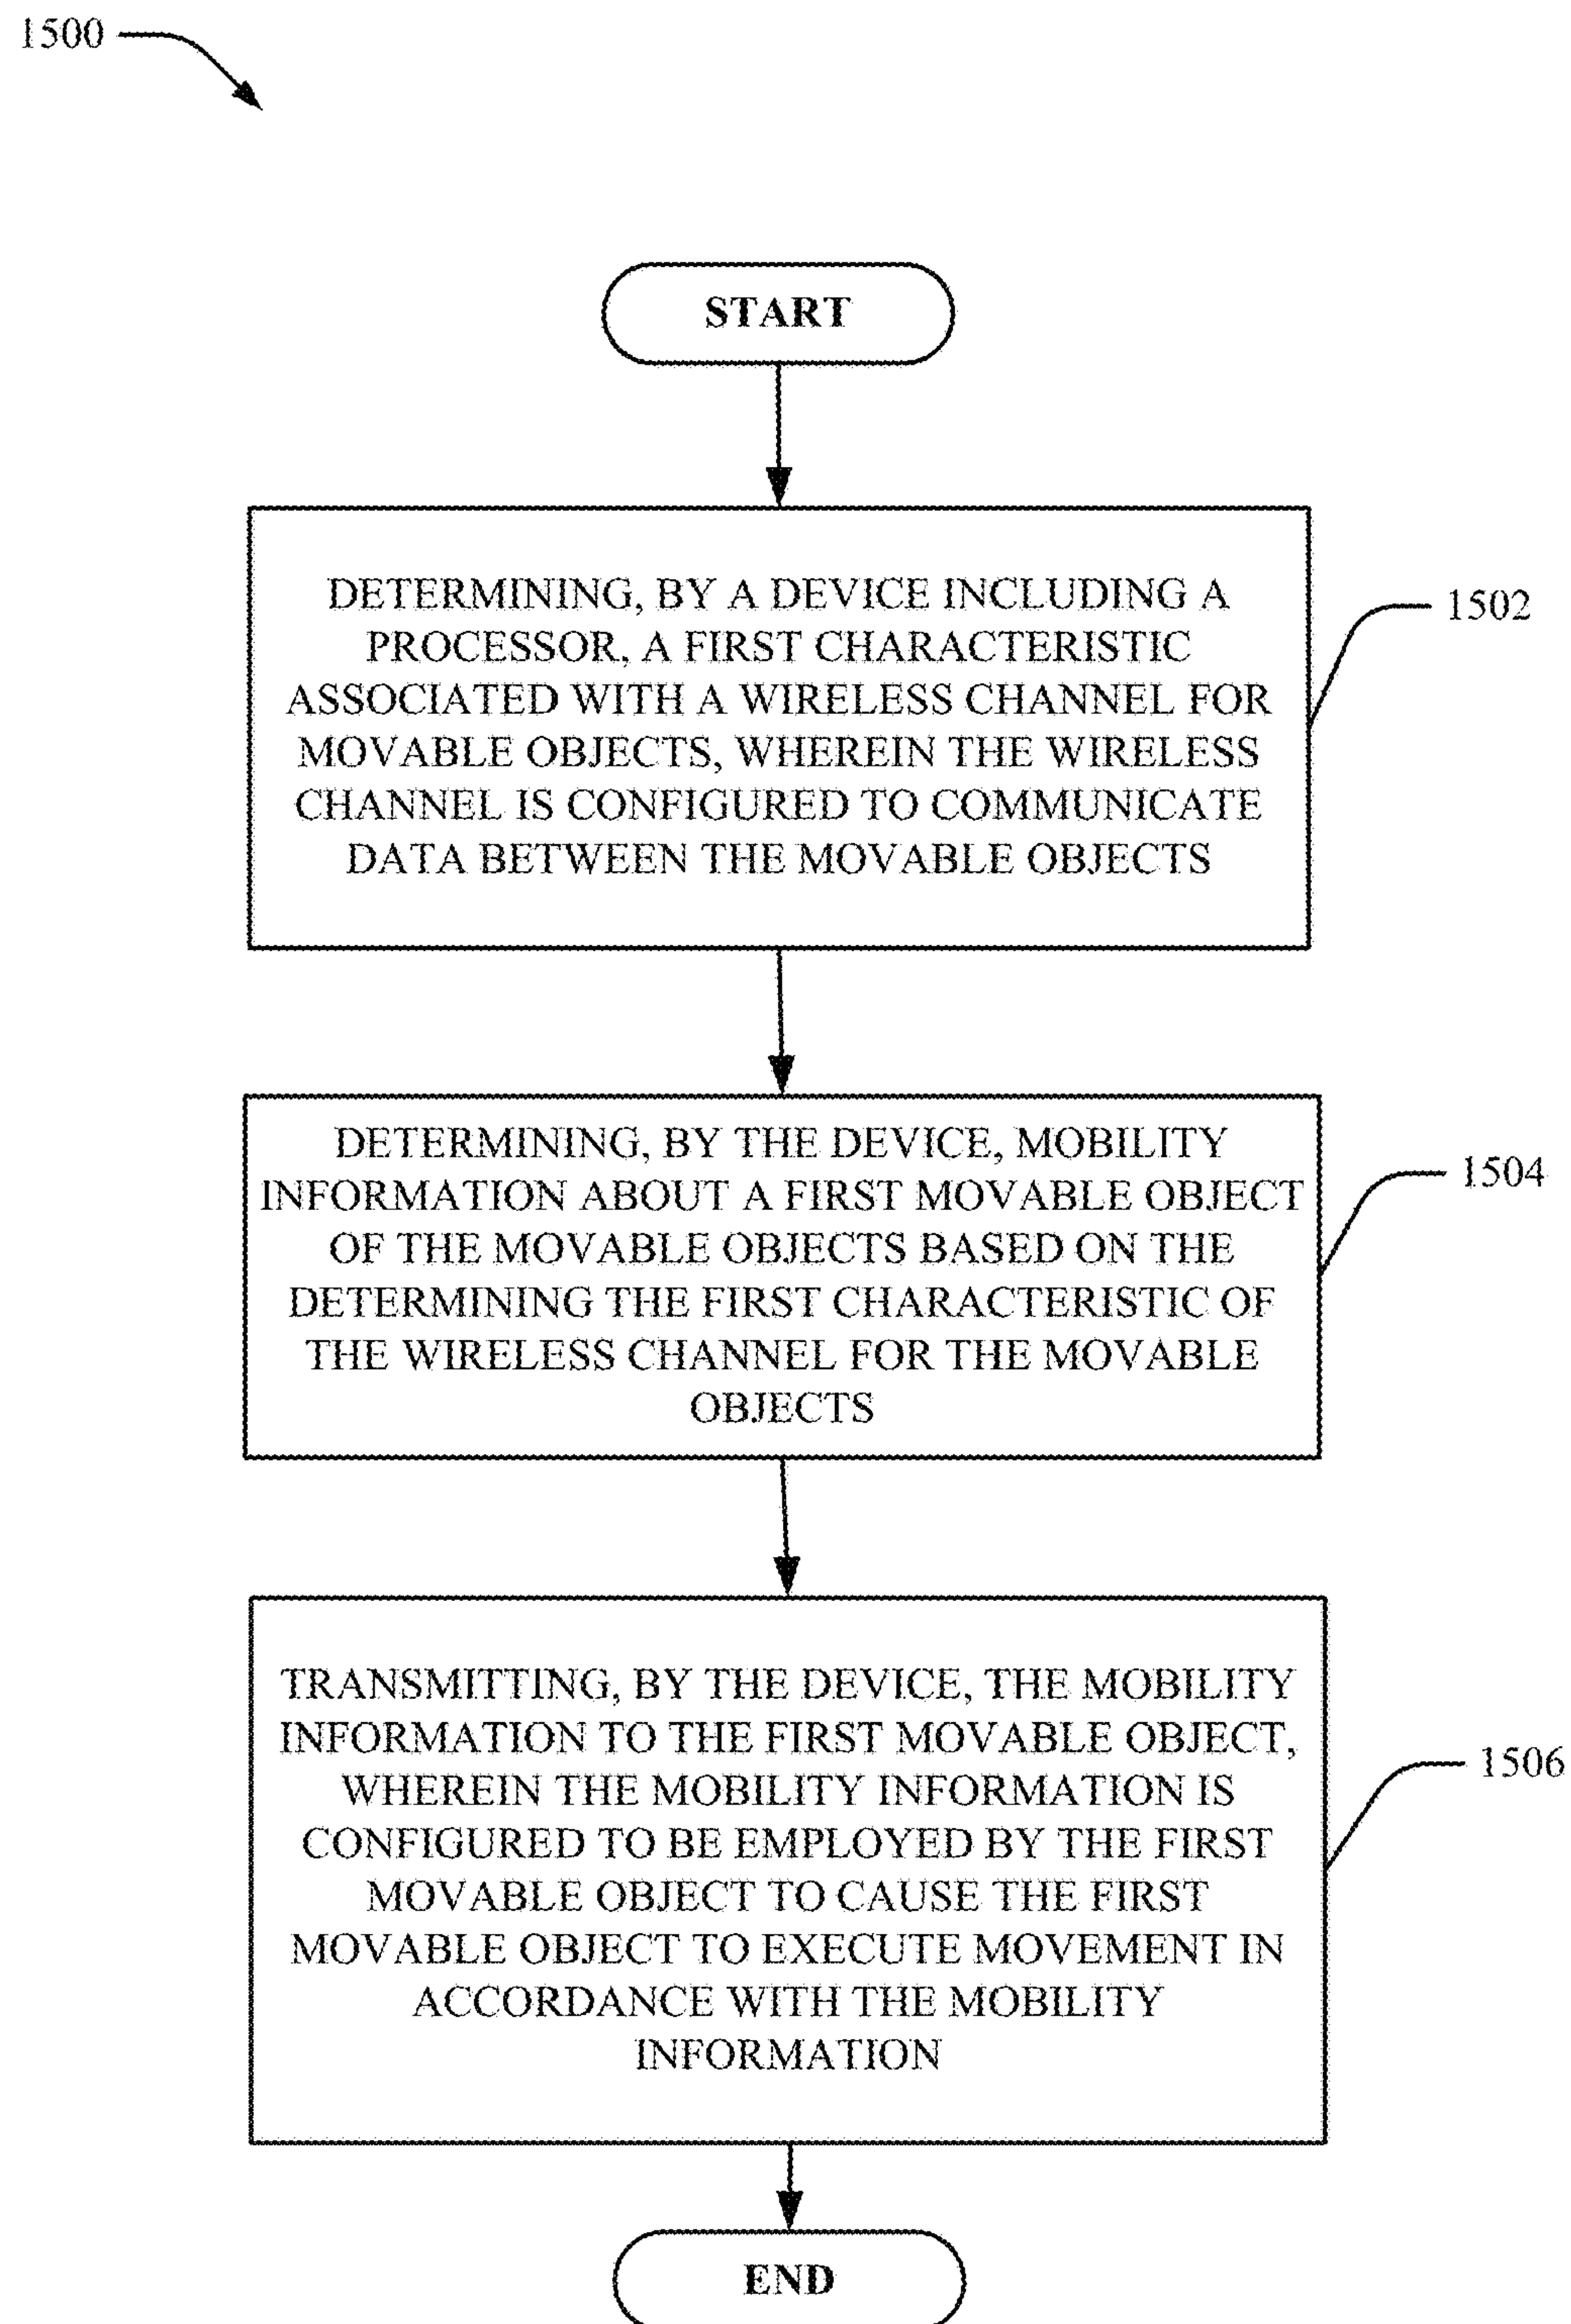 1500
START
DETERMINING, BY A DEVICE INCLUDING A
PROCESSOR, A FIRST CHARACTERISTIC
ASSOCIATED WITH A WIRELESS CHANNEL FOR
MOVABLE OBJECTS, WHEREIN THE WIRELESS
CHANNEL IS CONFIGURED TO COMMUNICATE
DATA BETWEEN THE MOVABLE OBJECTS
1502
DETERMINING, BY THE DEVICE, MOBILITY
INFORMATION ABOUT A FIRST MOVABLE OBJECT
OF THE MOVABLE OBJECTS BASED ON THE
DETERMINING THE FIRST CHARACTERISTIC OF
THE WIRELESS CHANNEL FOR THE MOVABLE
OBJECTS
1504
TRANSMITTING, BY THE DEVICE, THE MOBILITY
INFORMATION TO THE FIRST MOVABLE OBJECT,
WHEREIN THE MOBILITY INFORMATION IS
CONFIGURED TO BE EMPLOYED BY THE FIRST
MOVABLE OBJECT TO CAUSE THE FIRST
MOVABLE OBJECT TO EXECUTE MOVEMENT IN
ACCORDANCE WITH THE MOBILITY
INFORMATION
1506
END